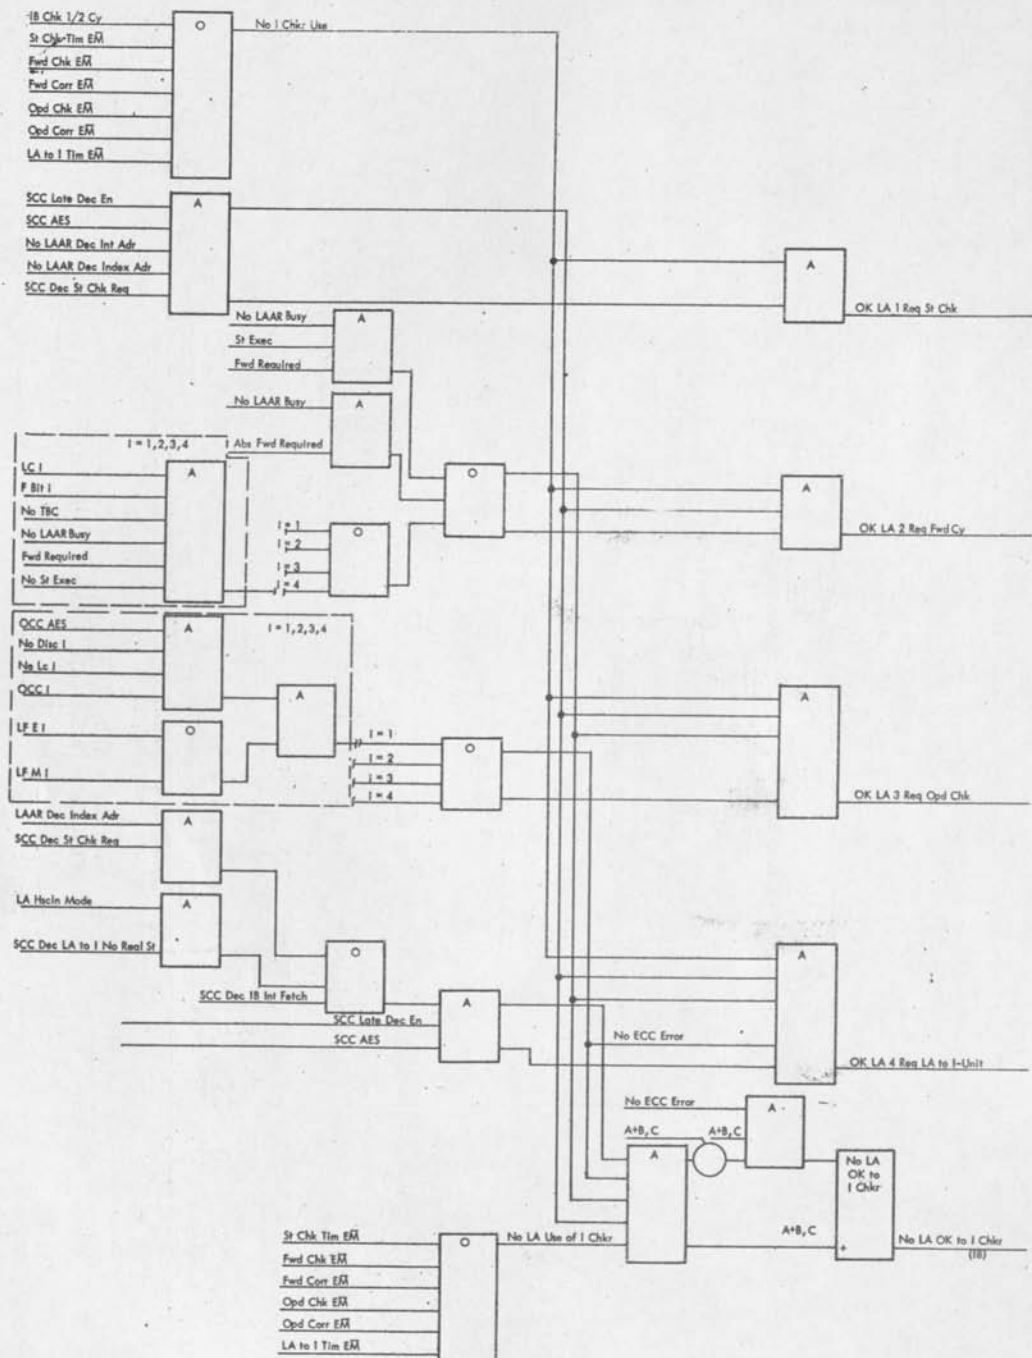 IB Chk 1/2 Cy
St Chk-Tim EM̅
Fwd Chk EM̅
Fwd Corr EM̅
Opd Chk EM̅
Opd Corr EM̅
LA to I Tim EM̅
O
No I Chkr Use
SCC Late Dec En
SCC AES
No LAAR Dec Int Adr
No LAAR Dec Index Adr
SCC Dec St Chk Req
A
A
OK LA 1 Req St Chk
No LAAR Busy
St Exec
Fwd Required
A
No LAAR Busy
I Abs Fwd Required
A
I = 1,2,3,4
LC I
F Bit I
No TBC
No LAAR Busy
Fwd Required
No St Exec
A
I = 1
I = 2
I = 3
I = 4
O
O
A
OK LA 2 Req Fwd Cy
OCC AES
No Disc I
No Lc I
OCC I
A
I = 1,2,3,4
LF E I
LF M I
O
A
I = 1
I = 2
I = 3
I = 4
O
A
OK LA 3 Req Opd Chk
LAAR Dec Index Adr
SCC Dec St Chk Req
A
LA Hscln Mode
SCC Dec LA to I No Real St
A
SCC Dec IB Int Fetch
O
SCC Late Dec En
SCC AES
A
No ECC Error
A
OK LA 4 Req LA to I-Unit
No ECC Error
A+B, C
A+B, C
A
A
No LA
OK to
I Chkr
A+B, C
+
No LA OK to I Chkr
(IB)
St Chk Tim EM̅
Fwd Chk EM̅
Fwd Corr EM̅
Opd Chk EM̅
Opd Corr EM̅
LA to I Tim EM̅
O
No LA Use of I Chkr